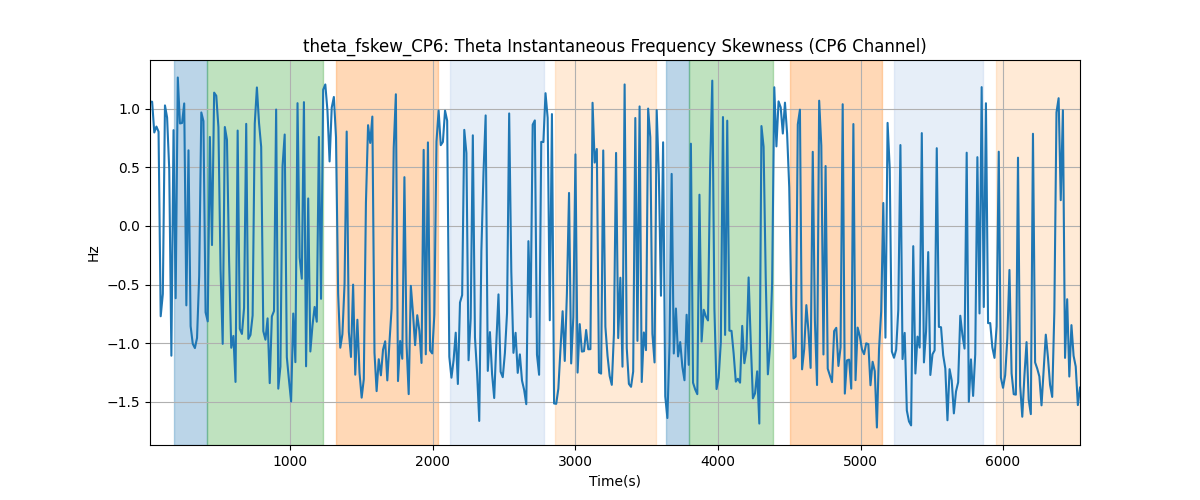 theta_fskew_CP6: Theta Instantaneous Frequency Skewness (CP6 Channel)
1.0
0.5
0.0
−0.5
−1.0
−1.5
Hz
1000 2000 3000 4000 5000 6000
Time(s)